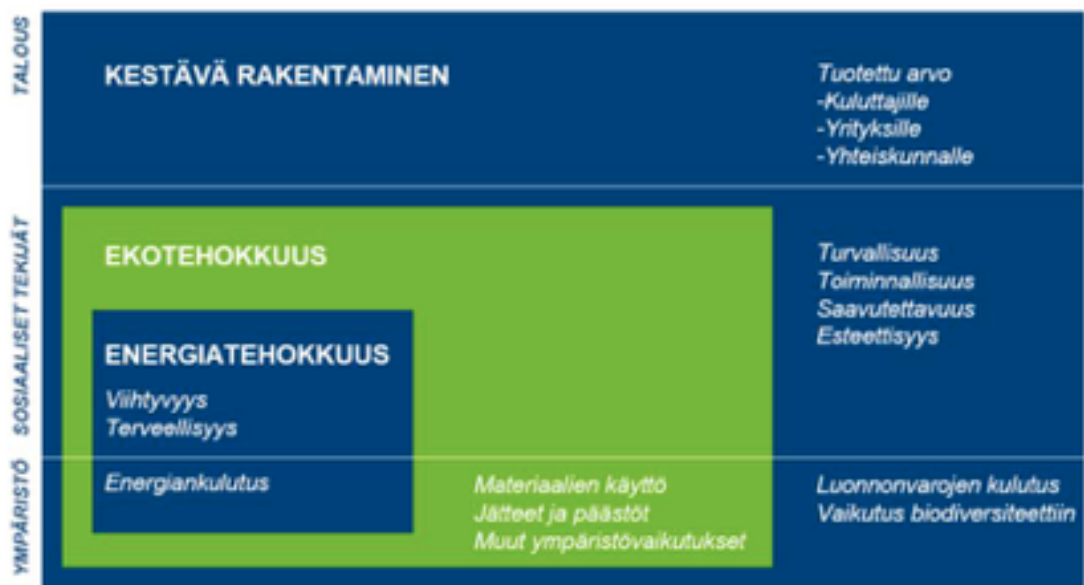 TALOUS
KESTÄVÄ RAKENTAMINEN
Tuotettu arvo
-Kuluttajille
-Yrityksille
-Yhteiskunnalle
SOSIAALISET TEKIJÄT
EKOTEHOKKUUS
Turvallisuus
Toiminnallisuus
Saavutettavuus
Esteettisyys
ENERGIATEHOKKUUS
Viihtyvyys
Terveellisyys
YMPÄRISTÖ
Energiankulutus
Materiaalien käyttö
Jätteet ja päästöt
Muut ympäristövaikutukset
Luonnonvarojen kulutus
Vaikutus biodiversiteettiin